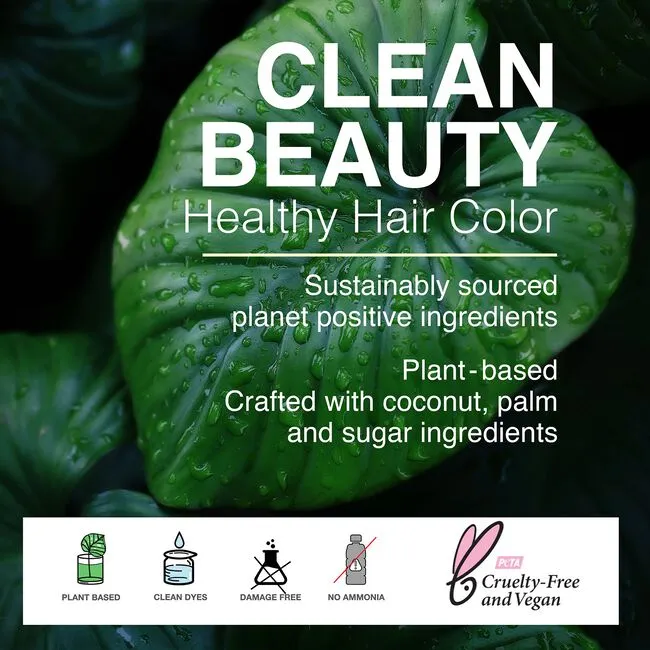 CLEAN
BEAUTY
Healthy Hair Color
Sustainably sourced
planet positive ingredients
Plant-based
Crafted with coconut, palm
and sugar ingredients
PLANT BASED
CLEAN DYES
DAMAGE FREE
NO AMMONIA
PETA
Cruelty-Free
and Vegan